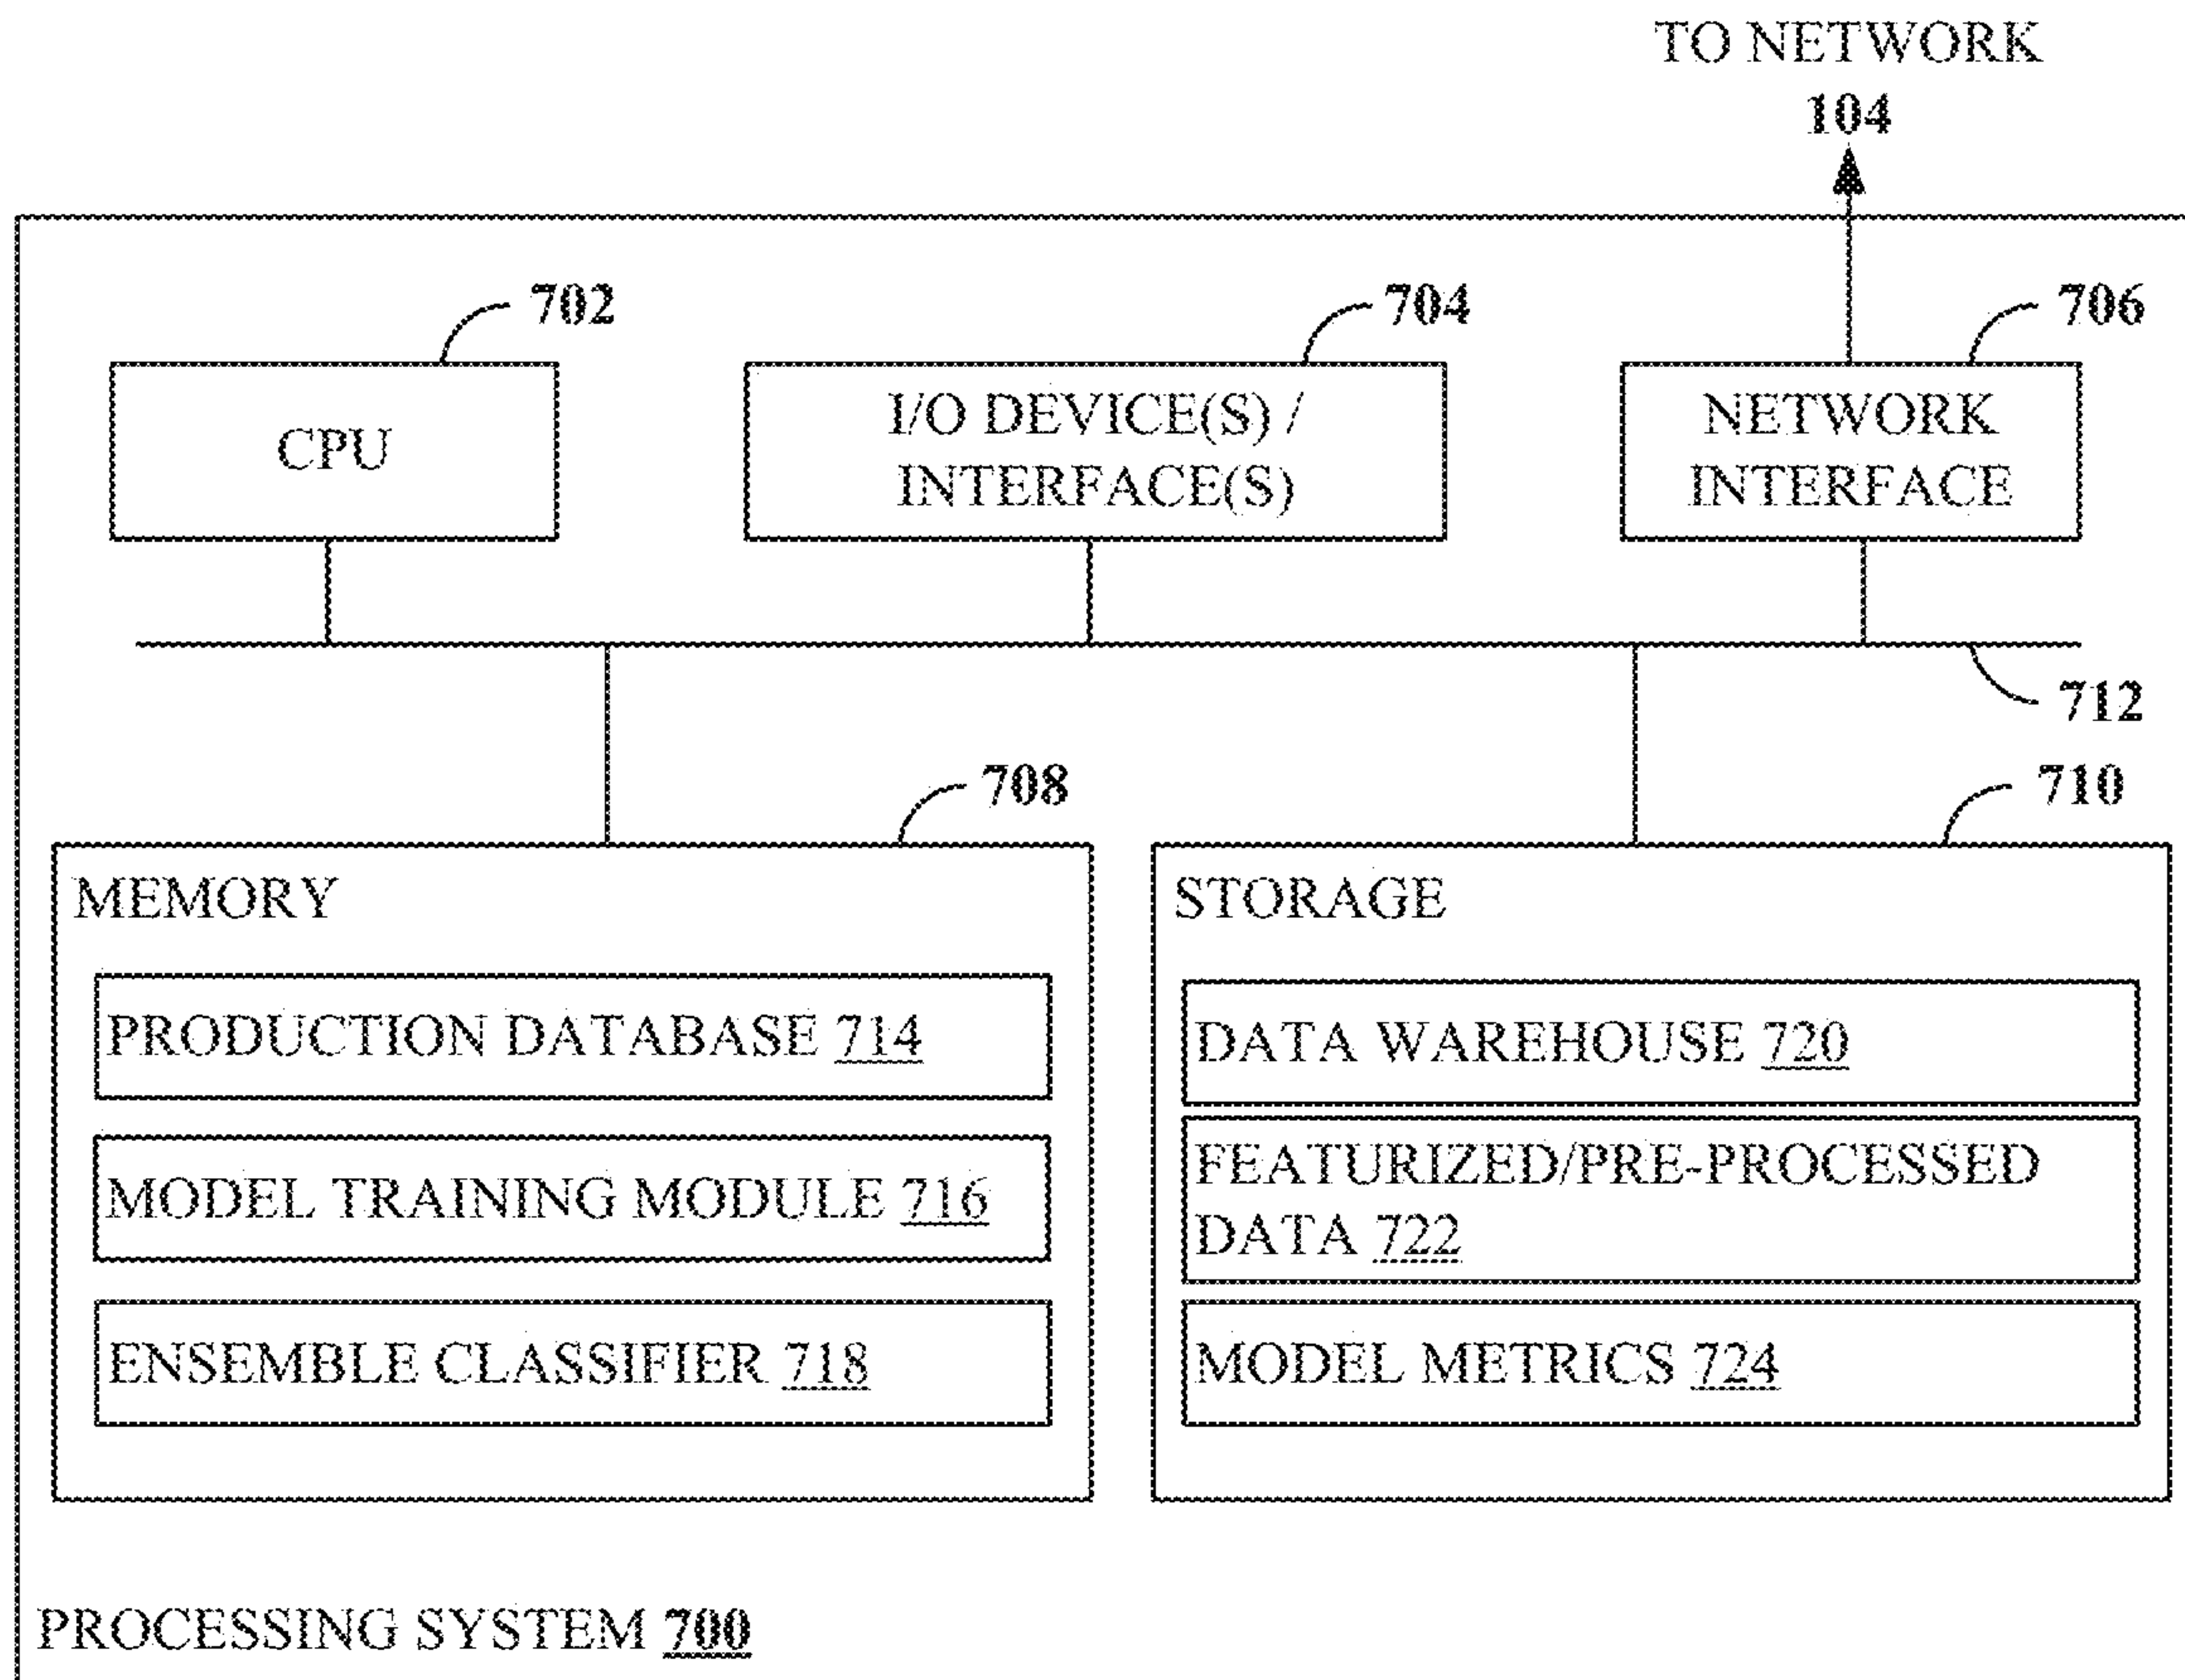 TO NETWORK
104
702
704
706
CPU
I/O DEVICE(S) /
INTERFACE(S)
NETWORK
INTERFACE
712
708
710
MEMORY
PRODUCTION DATABASE 714
MODEL TRAINING MODULE 716
ENSEMBLE CLASSIFIER 718
STORAGE
DATA WAREHOUSE 720
FEATURIZED/PRE-PROCESSED
DATA 722
MODEL METRICS 724
PROCESSING SYSTEM 700